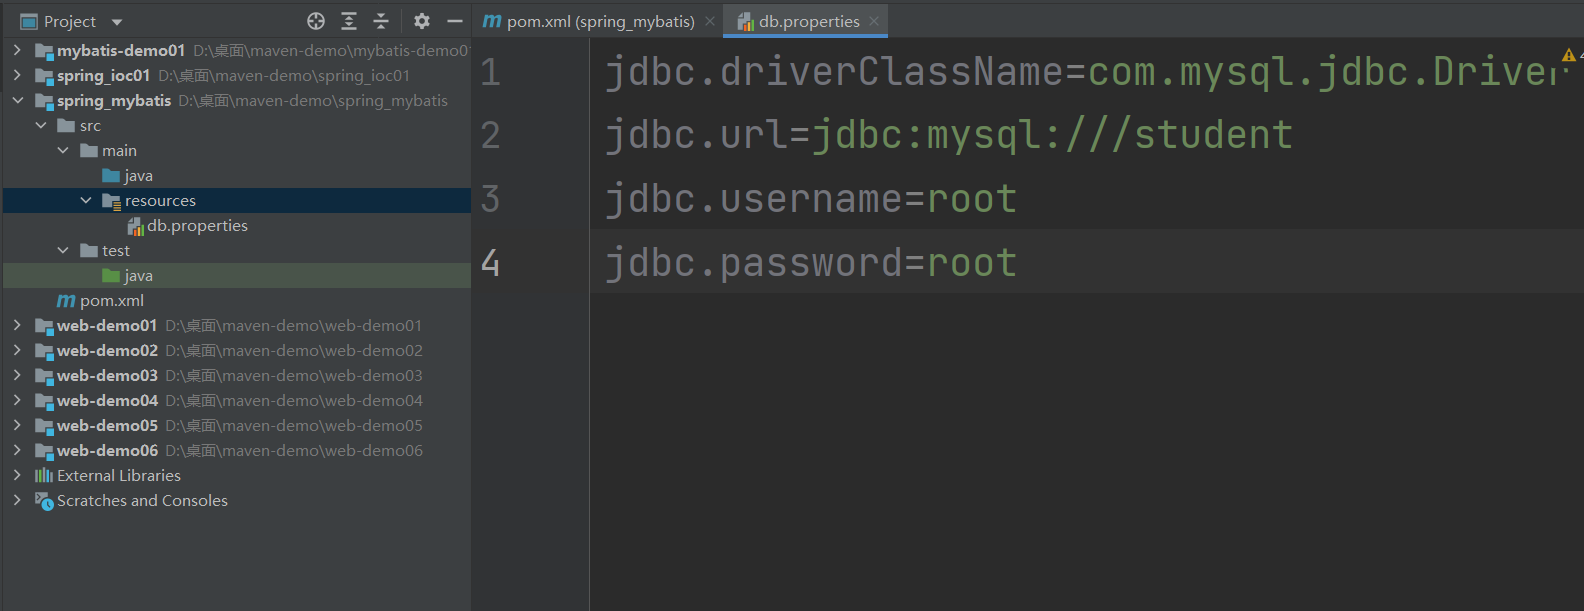 Project
pom.xml (spring_mybatis)
db.properties
mybatis-demo01 D:\桌面\maven-demo\mybatis-demo01
spring_ioc01 D:\桌面\maven-demo\spring_ioc01
spring_mybatis D:\桌面\maven-demo\spring_mybatis
src
main
java
resources
db.properties
test
java
pom.xml
web-demo01 D:\桌面\maven-demo\web-demo01
web-demo02 D:\桌面\maven-demo\web-demo02
web-demo03 D:\桌面\maven-demo\web-demo03
web-demo04 D:\桌面\maven-demo\web-demo04
web-demo05 D:\桌面\maven-demo\web-demo05
web-demo06 D:\桌面\maven-demo\web-demo06
External Libraries
Scratches and Consoles
1 jdbc.driverClassName=com.mysql.jdbc.Driver
2 jdbc.url=jdbc:mysql:///student
3 jdbc.username=root
4 jdbc.password=root